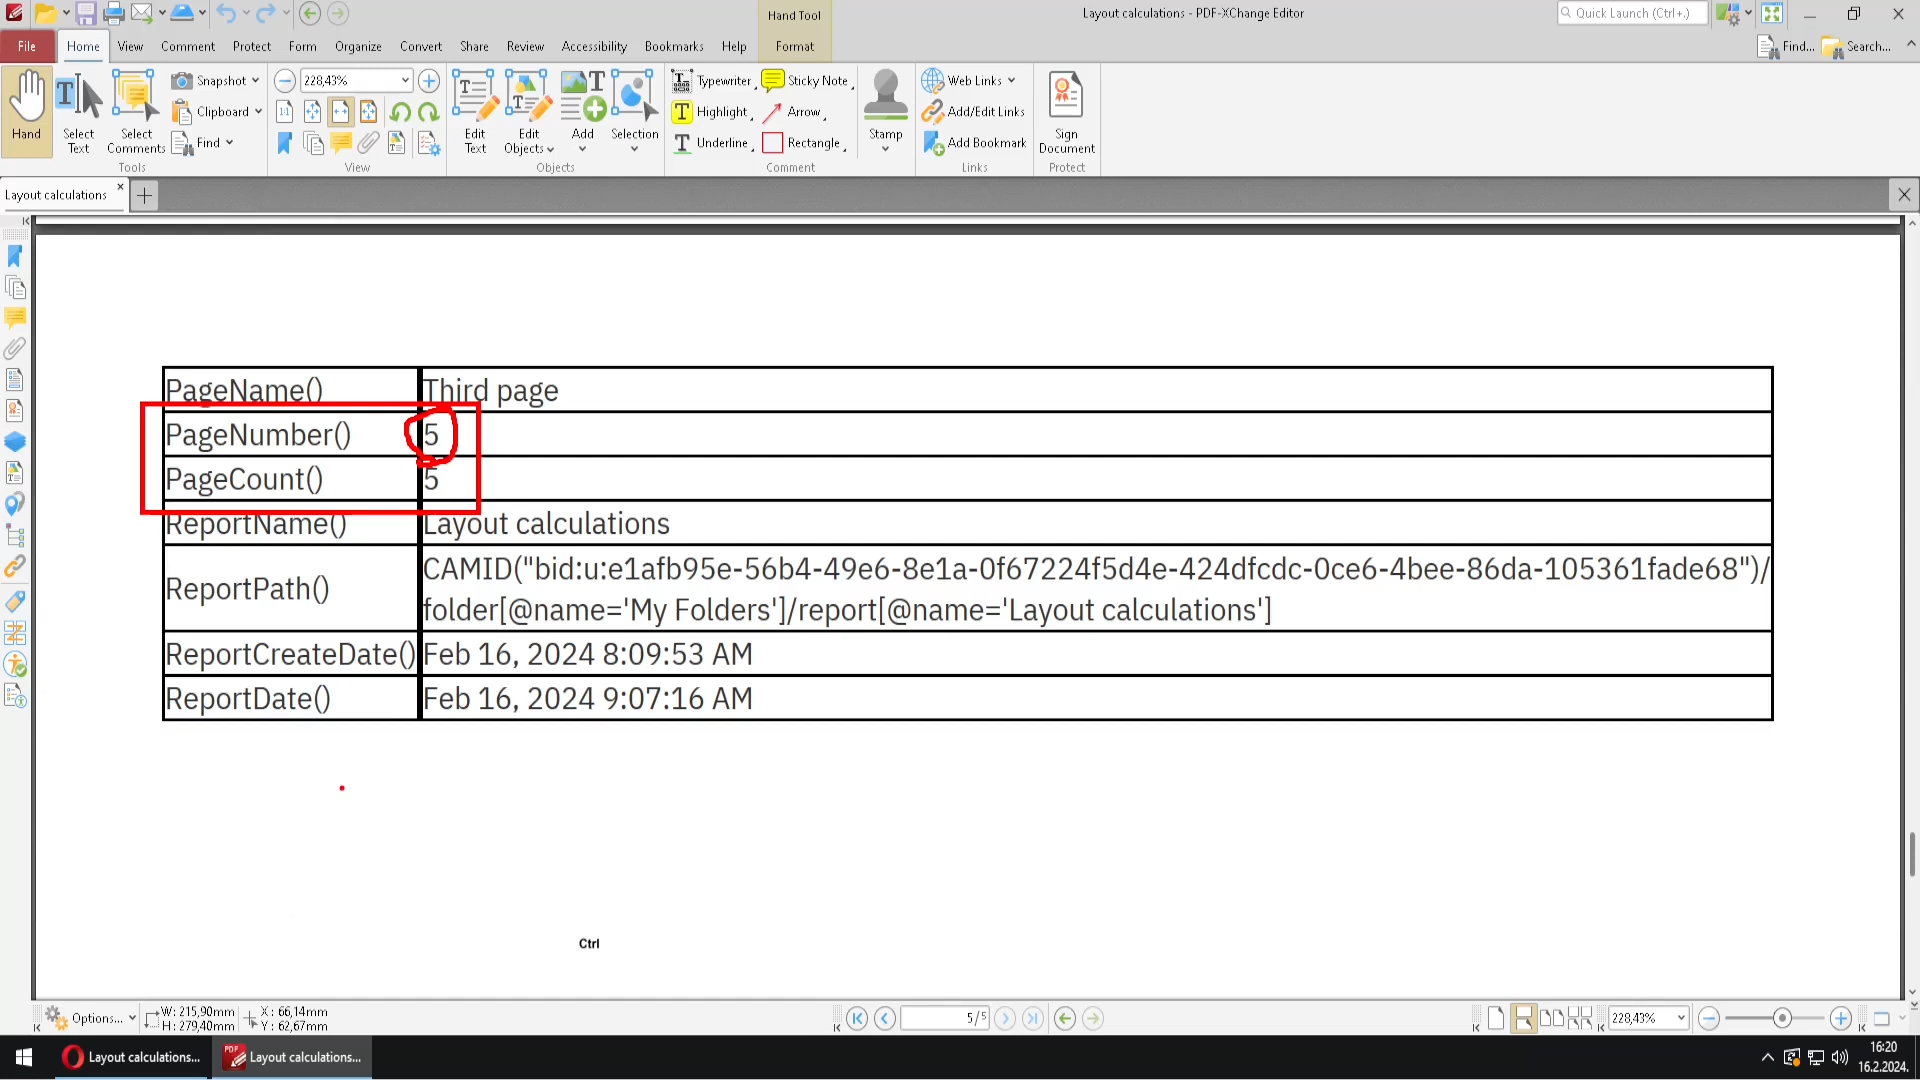 Layout calculations - PDF-XChange Editor
Hand Tool
Quick Launch (Ctrl+.)
File Home View Comment Protect Form Organize Convert Share Review Accessibility Bookmarks Help Format
Find... Search...
Hand
Select Text
Select Comments
Snapshot
Clipboard
Find
Tools
228,43%
View
Edit Text
Edit Objects
Add
Selection
Objects
Typewriter
Sticky Note
Highlight
Arrow
Underline
Rectangle
Stamp
Comment
Web Links
Add/Edit Links
Add Bookmark
Links
Sign Document
Protect
Layout calculations
PageName() Third page
PageNumber() 5
PageCount() 5
ReportName() Layout calculations
ReportPath() CAMID("bid:u:e1afb95e-56b4-49e6-8e1a-0f67224f5d4e-424dfcdc-0ce6-4bee-86da-105361fade68")/
folder[@name='My Folders']/report[@name='Layout calculations']
ReportCreateDate() Feb 16, 2024 8:09:53 AM
ReportDate() Feb 16, 2024 9:07:16 AM
Ctrl
Options...
W: 215,90mm
H: 279,40mm
X: 66,14mm
Y: 62,67mm
5/5
228,43%
Layout calculations...
PDF
Layout calculations...
16:20
16.2.2024.